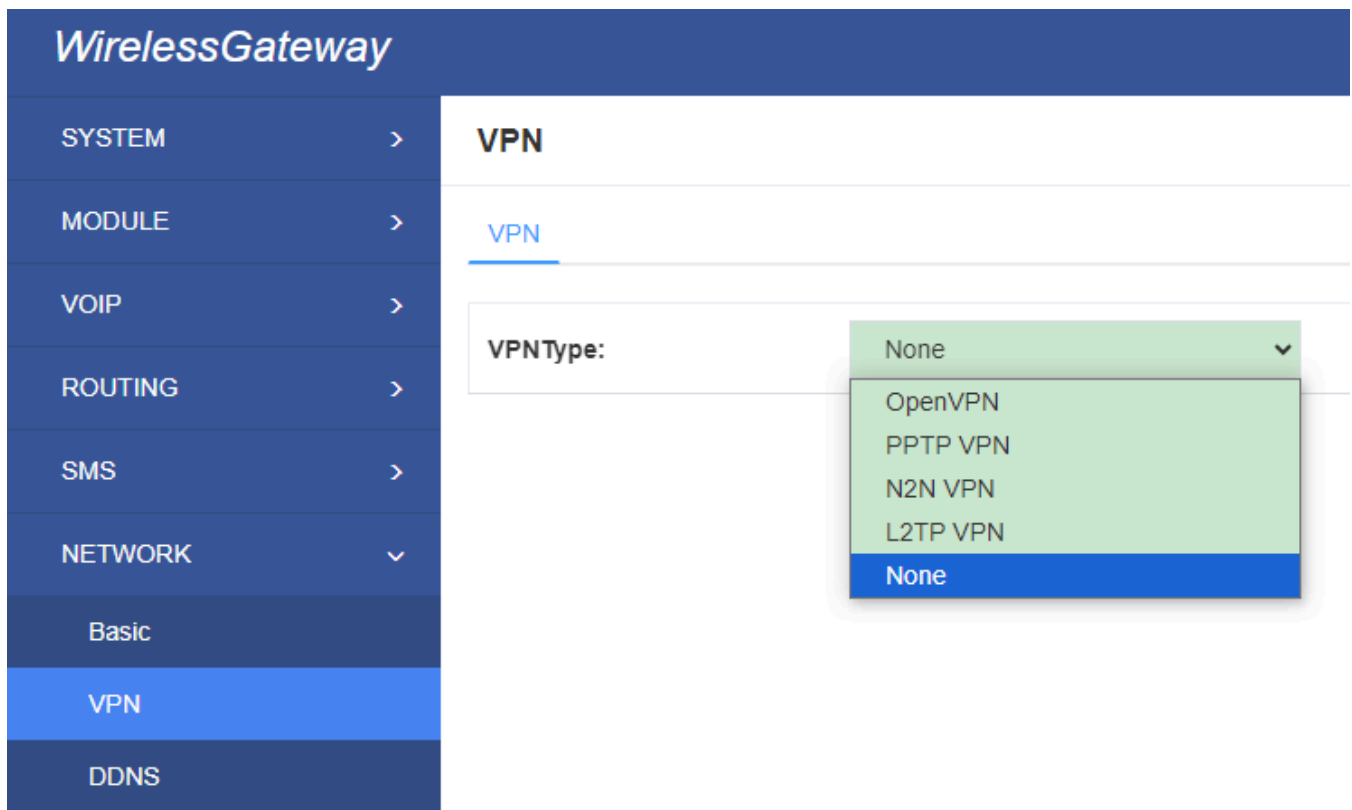 WirelessGateway
SYSTEM
MODULE
VOIP
ROUTING
SMS
NETWORK
Basic
VPN
DDNS
VPN
VPN
VPNType:
None
OpenVPN
PPTP VPN
N2N VPN
L2TP VPN
None